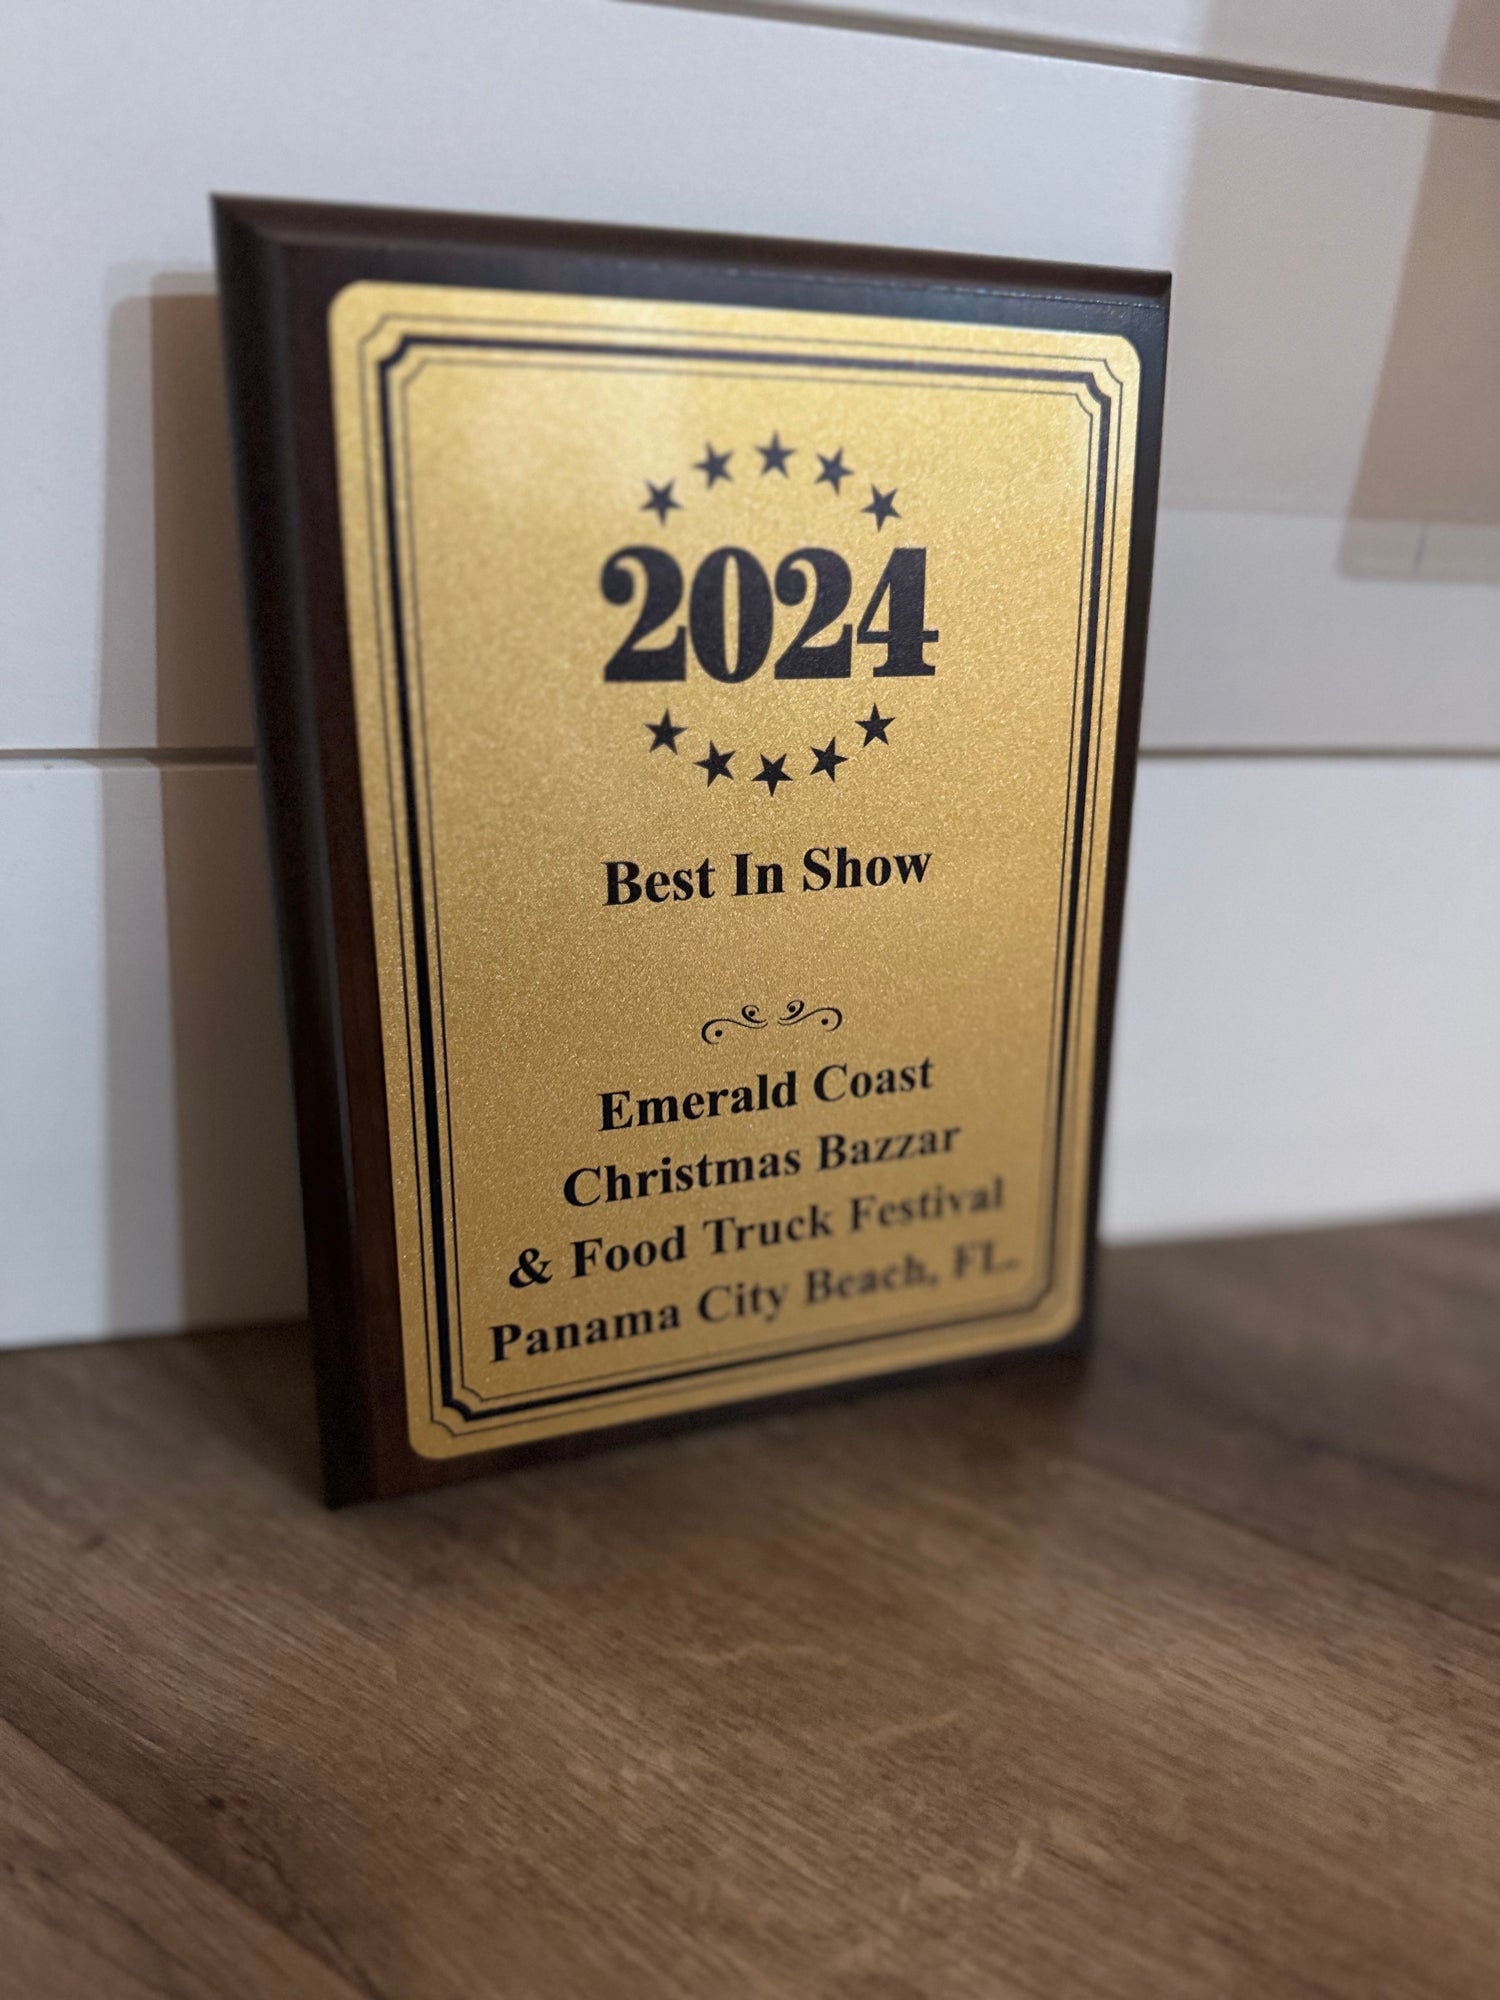 2024
Best In Show
Emerald Coast
Christmas Bazzar
& Food Truck Festival
Panama City Beach, FL.